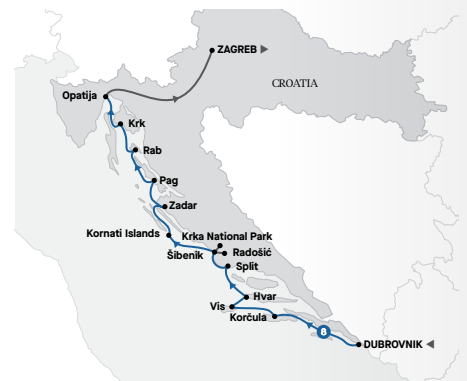 ZAGREB
CROATIA
Opatija
Krk
Rab
Pag
Zadar
Kornati Islands
Krka National Park
Šibenik
Radošić
Split
Hvar
Vis
Korčula
8
DUBROVNIK